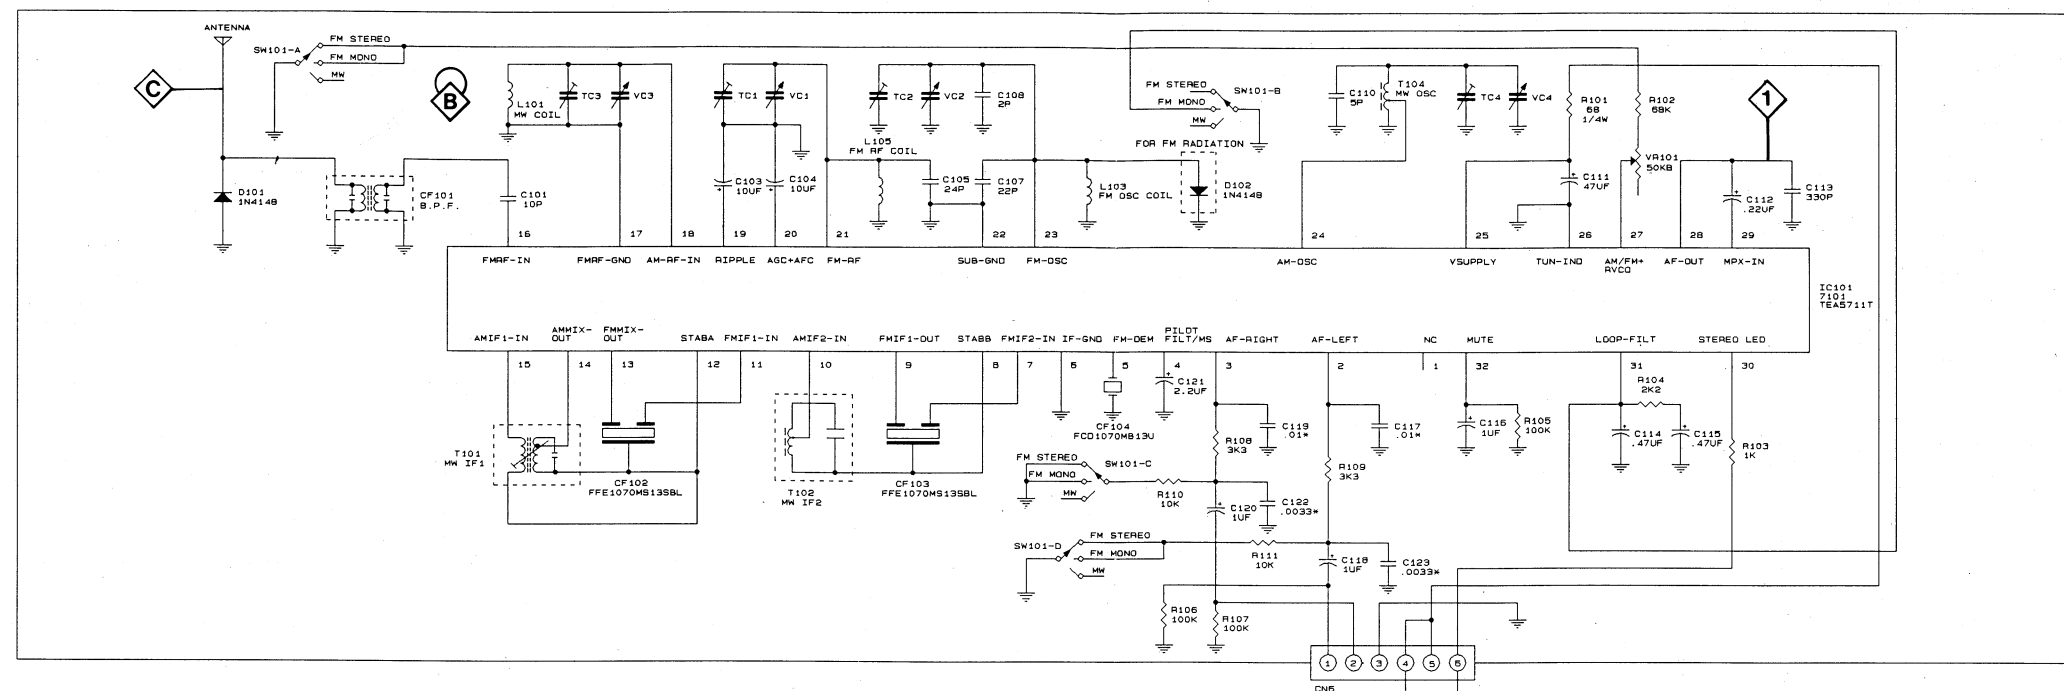 ANTENNA
C
SW101-A
FM STEREO
FM MONO
MW
B
L101
MW COIL
TC3
VC3
TC1
VC1
TC2
VC2
C108
2P
FM STEREO
FM MONO
MW
SW101-B
C110
5P
T104
MW OSC
TC4
VC4
R101
68
1/4W
R102
68K
1
L105
FM RF COIL
FOR FM RADIATION
D101
1N4148
CF101
B.P.F.
C101
10P
C103
10UF
C104
10UF
C105
24P
C107
22P
L103
FM OSC COIL
D102
1N4148
C111
47UF
VR101
50KB
C112
.22UF
C113
330P
16
17
18
19
20
21
22
23
24
25
26
27
28
29
FMRF-IN
FMRF-GND
AM-RF-IN
RIPPLE
AGC+AFC
FM-RF
SUB-GND
FM-OSC
AM-OSC
VSUPPLY
TUN-IND
AM/FM+
RVCO
AF-OUT
MPX-IN
IC101
7101
TEA5711T
AMIF1-IN
AMMIX-
OUT
FMMIX-
OUT
STABA
FMIF1-IN
AMIF2-IN
FMIF1-OUT
STABB
FMIF2-IN
IF-GND
FM-DEM
PILOT
FILT/MS
AF-RIGHT
AF-LEFT
NC
MUTE
LOOP-FILT
STEREO LED
15
14
13
12
11
10
9
8
7
6
5
4
3
2
1
32
31
30
T101
MW IF1
CF102
FFE1070MS13SBL
T102
MW IF2
CF103
FFE1070MS13SBL
CF104
FCD1070MB13U
C121
2.2UF
R108
3K3
C119
.01*
R109
3K3
C117
.01*
C116
1UF
R105
100K
R104
2K2
C114
.47UF
C115
.47UF
R103
1K
FM STEREO
FM MONO
MW
SW101-C
R110
10K
C120
1UF
C122
.0033*
SW101-D
FM STEREO
FM MONO
MW
R111
10K
C118
1UF
C123
.0033*
R106
100K
R107
100K
1
2
3
4
5
6
CN6